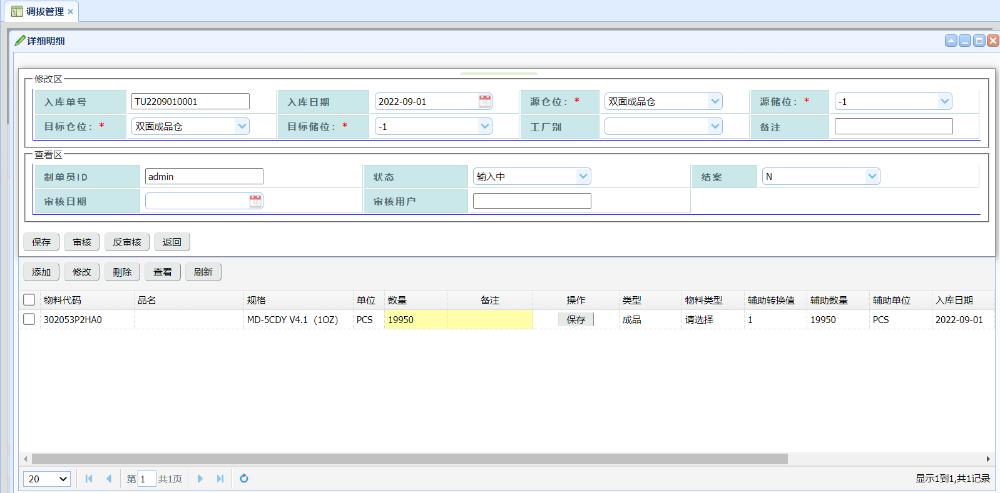 调拔管理
详细明细
修改区
入库单号 TU2209010001 入库日期 2022-09-01 源仓位：* 双面成品仓 源储位：* -1
目标仓位：* 双面成品仓 目标储位：* -1 工厂别 备注
查看区
制单员ID admin 状态 输入中 结案 N
审核日期 审核用户
保存 审核 反审核 返回
添加 修改 刪除 查看 刷新
物料代码 品名 规格 单位 数量 备注 操作 类型 物料类型 辅助转换值 辅助数量 辅助单位 入库日期
302053P2HA0 MD-5CDY V4.1（1OZ） PCS 19950 保存 成品 请选择 1 19950 PCS 2022-09-01
20 第 1 共1页 显示1到1,共1记录